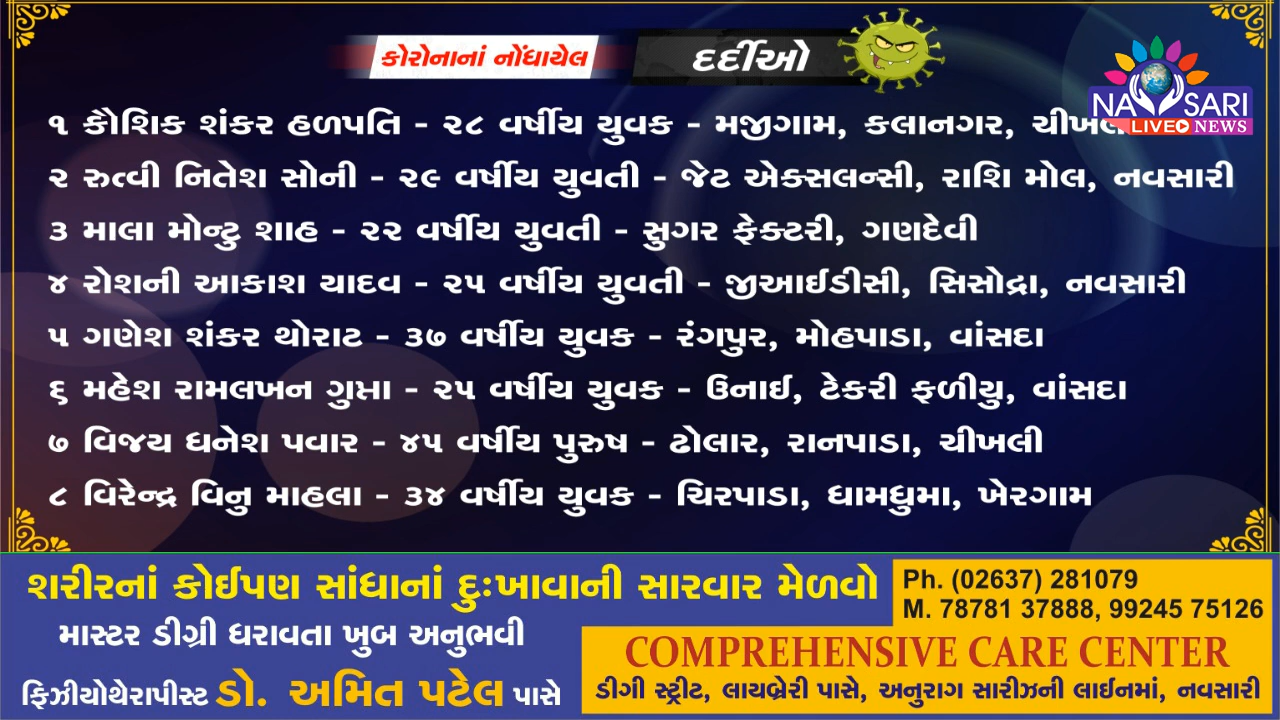 કોરોનાનાં નોંધાયેલ દર્દીઓ
NAVSARI
LIVE NEWS
૧ કૌશિક શંકર હળપતિ - ૨૮ વર્ષીય યુવક - મજીગામ, કલાનગર,
૨ રુત્વી નિતેશ સોની - ૨૯ વર્ષીય યુવતી - જેટ એક્સલન્સી, રાશિ મોલ, નવસારી
૩ માલા મોન્ટુ શાહ - ૨૨ વર્ષીય યુવતી - સુગર ફેક્ટરી, ગણદેવી
૪ રોશની આકાશ યાદવ - ૨૫ વર્ષીય યુવતી - જીઆઈડીસી, સિસોદ્રા, નવસારી
૫ ગણેશ શંકર થોરાટ - ૩૭ વર્ષીય યુવક - રંગપુર, મોહપાડા, વાંસદા
૬ મહેશ રામલખન ગુપ્તા - ૨૫ વર્ષીય યુવક - ઉનાઈ, ટેકરી ફળીયુ, વાંસદા
૭ વિજય ધનેશ પવાર - ૪૫ વર્ષીય પુરુષ - ઢોલાર, રાનપાડા, ચીખલી
૮ વિરેન્દ્ર વિનુ માહલા - ૩૪ વર્ષીય યુવક - ચિરપાડા, ધામધુમા, ખેરગામ
શરીરનાં કોઈપણ સાંધાનાં દુઃખાવાની સારવાર મેળવો
માસ્ટર ડીગ્રી ધરાવતા ખુબ અનુભવી
ફિઝીયોથેરાપીસ્ટ ડો. અમિત પટેલ પાસે
Ph. (02637) 281079
M. 78781 37888, 99245 75126
COMPREHENSIVE CARE CENTER
ડીગી સ્ટ્રીટ, લાયબ્રેરી પાસે, અનુરાગ સારીઝની લાઈનમાં, નવસારી